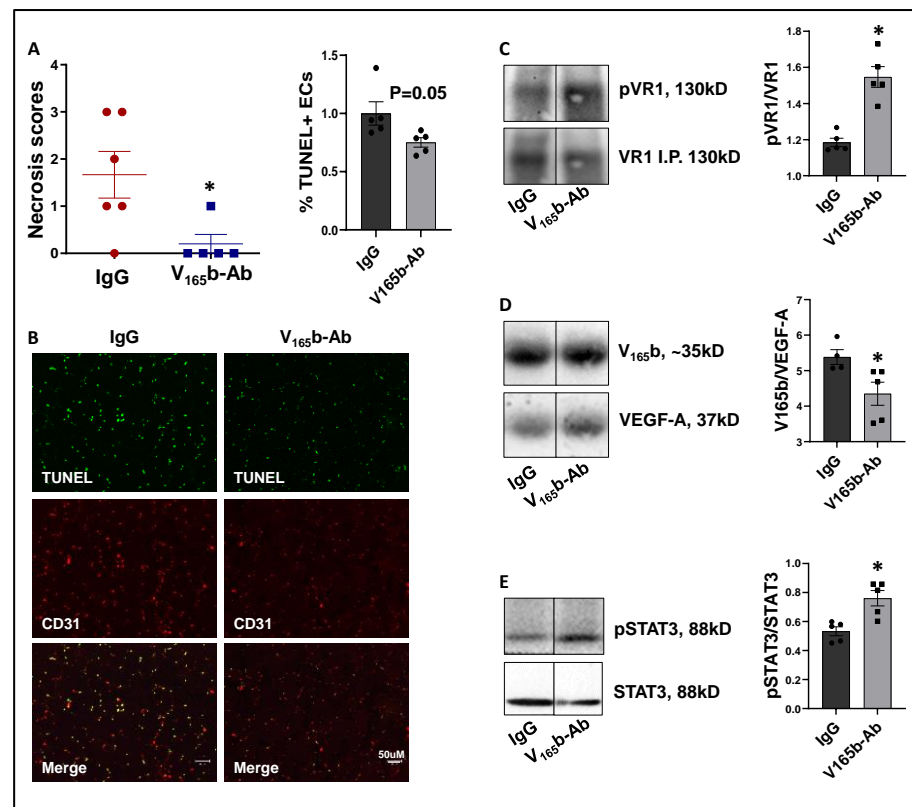 A
Necrosis scores
4
3
2
1
0
*
IgG
V₁₆₅b-Ab
% TUNEL+ ECs
1.5
1.0
0.5
0.0
P=0.05
IgG
V165b-Ab
B
IgG
V₁₆₅b-Ab
TUNEL
TUNEL
CD31
CD31
Merge
50uM
Merge
C
pVR1, 130kD
VR1 I.P. 130kD
IgG
V₁₆₅b-Ab
pVR1/VR1
1.8
1.6
1.4
1.2
1.0
*
IgG
V165b-Ab
D
V₁₆₅b, ~35kD
VEGF-A, 37kD
IgG
V₁₆₅b-Ab
V165b/VEGF-A
7
6
5
4
3
*
IgG
V165b-Ab
E
pSTAT3, 88kD
STAT3, 88kD
IgG
V₁₆₅b-Ab
pSTAT3/STAT3
1.0
0.8
0.6
0.4
0.2
0.0
*
IgG
V165b-Ab